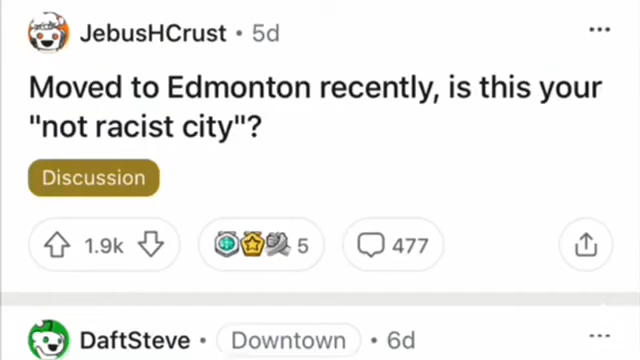 JebusHCrust • 5d
Moved to Edmonton recently, is this your
"not racist city"?
Discussion
1.9k
5
477
DaftSteve • Downtown • 6d